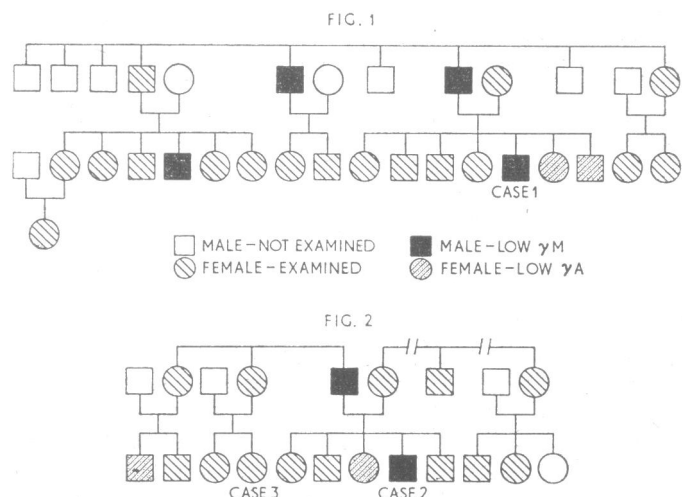 FIG. 1
CASE 1
MALE-NOT EXAMINED
MALE-LOW γM
FEMALE-EXAMINED
FEMALE-LOW γA
FIG. 2
CASE 3
CASE 2